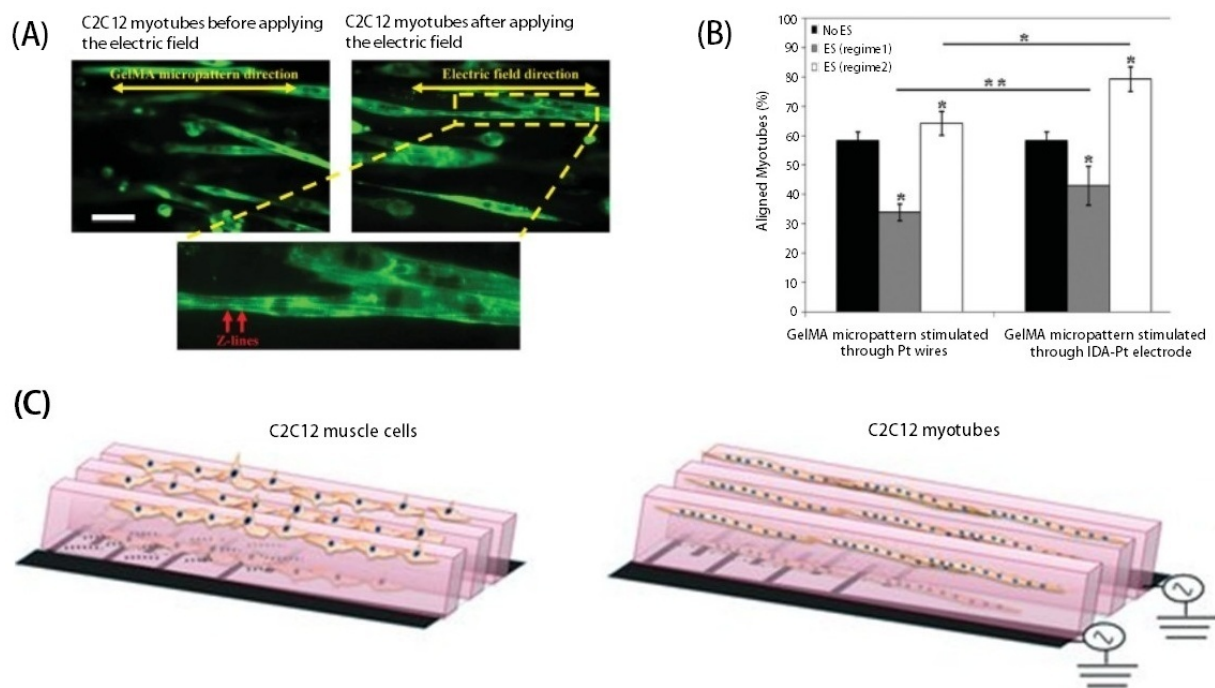 (A)
C2C12 myotubes before applying
the electric field
C2C12 myotubes after applying
the electric field
GelMA micropattern direction
Electric field direction
Z-lines
(B)
No ES
ES (regime1)
ES (regime2)
*
**
*
*
*
*
Aligned Myotubes (%)
100
90
80
70
60
50
40
30
20
10
0
GelMA micropattern stimulated
through Pt wires
GelMA micropattern stimulated
through IDA-Pt electrode
(C)
C2C12 muscle cells
C2C12 myotubes